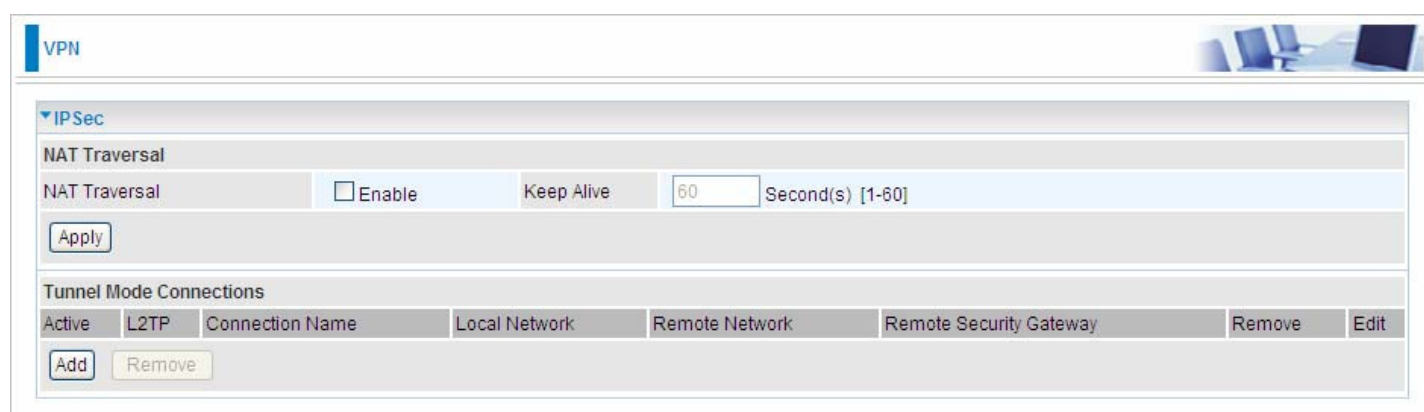 VPN
IPSec
NAT Traversal
NAT Traversal Enable Keep Alive 60 Second(s) [1-60]
Apply
Tunnel Mode Connections
Active L2TP Connection Name Local Network Remote Network Remote Security Gateway Remove Edit
Add Remove